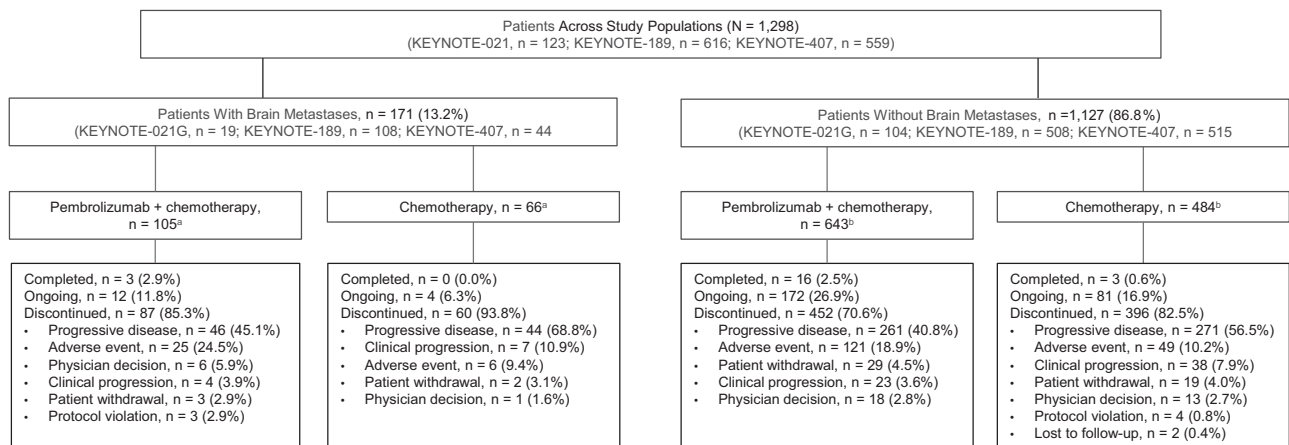 Patients Across Study Populations (N = 1,298)
(KEYNOTE-021, n = 123; KEYNOTE-189, n = 616; KEYNOTE-407, n = 559)
Patients With Brain Metastases, n = 171 (13.2%)
(KEYNOTE-021G, n = 19; KEYNOTE-189, n = 108; KEYNOTE-407, n = 44
Patients Without Brain Metastases, n =1,127 (86.8%)
(KEYNOTE-021G, n = 104; KEYNOTE-189, n = 508; KEYNOTE-407, n = 515
Pembrolizumab + chemotherapy,
n = 105ᵃ
Chemotherapy, n = 66ᵃ
Pembrolizumab + chemotherapy,
n = 643ᵇ
Chemotherapy, n = 484ᵇ
Completed, n = 3 (2.9%)
Ongoing, n = 12 (11.8%)
Discontinued, n = 87 (85.3%)
• Progressive disease, n = 46 (45.1%)
• Adverse event, n = 25 (24.5%)
• Physician decision, n = 6 (5.9%)
• Clinical progression, n = 4 (3.9%)
• Patient withdrawal, n = 3 (2.9%)
• Protocol violation, n = 3 (2.9%)
Completed, n = 0 (0.0%)
Ongoing, n = 4 (6.3%)
Discontinued, n = 60 (93.8%)
• Progressive disease, n = 44 (68.8%)
• Clinical progression, n = 7 (10.9%)
• Adverse event, n = 6 (9.4%)
• Patient withdrawal, n = 2 (3.1%)
• Physician decision, n = 1 (1.6%)
Completed, n = 16 (2.5%)
Ongoing, n = 172 (26.9%)
Discontinued, n = 452 (70.6%)
• Progressive disease, n = 261 (40.8%)
• Adverse event, n = 121 (18.9%)
• Patient withdrawal, n = 29 (4.5%)
• Clinical progression, n = 23 (3.6%)
• Physician decision, n = 18 (2.8%)
Completed, n = 3 (0.6%)
Ongoing, n = 81 (16.9%)
Discontinued, n = 396 (82.5%)
• Progressive disease, n = 271 (56.5%)
• Adverse event, n = 49 (10.2%)
• Clinical progression, n = 38 (7.9%)
• Patient withdrawal, n = 19 (4.0%)
• Physician decision, n = 13 (2.7%)
• Protocol violation, n = 4 (0.8%)
• Lost to follow-up, n = 2 (0.4%)